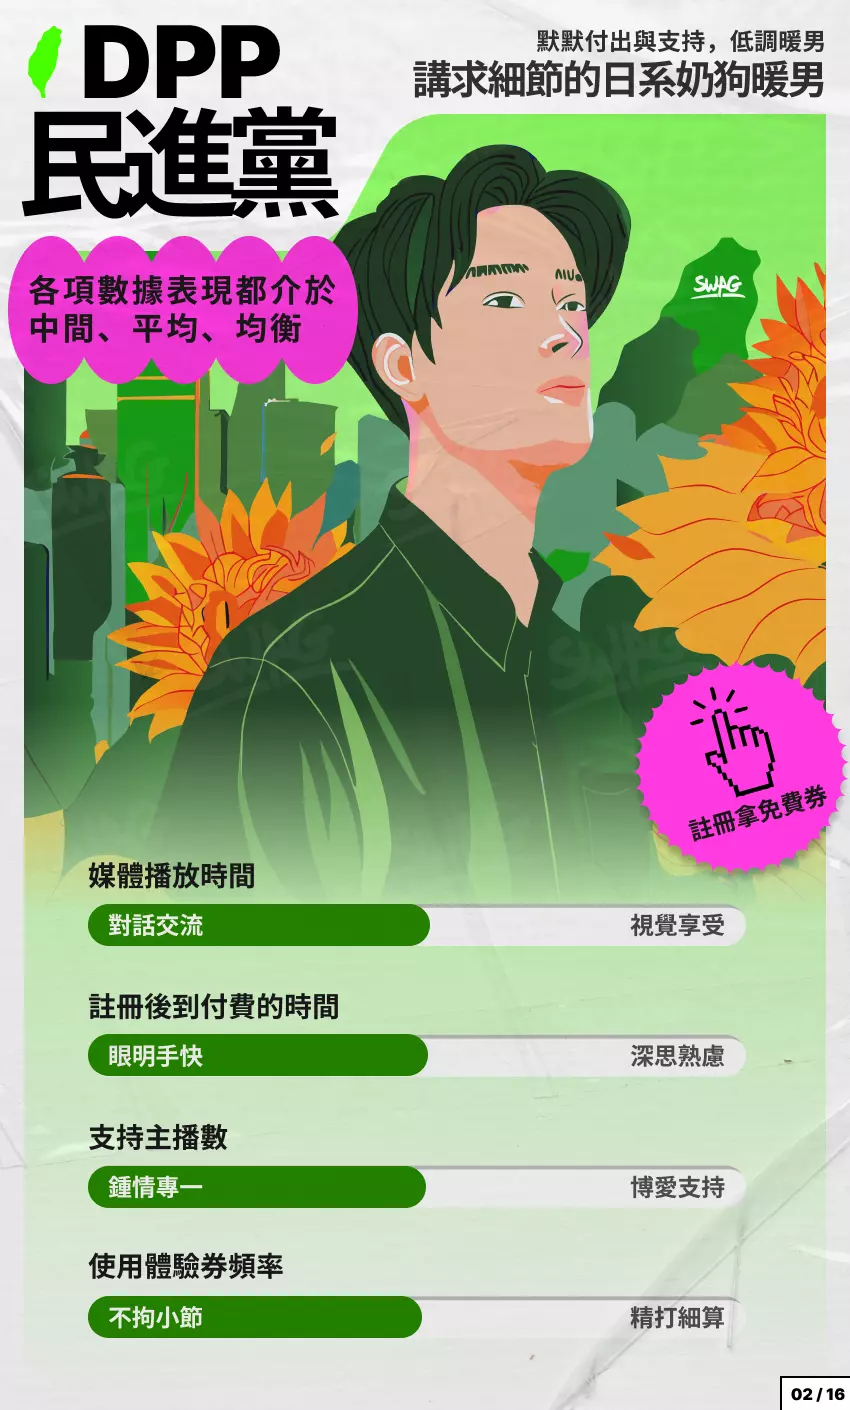 DPP
民進黨
默默付出與支持，低調暖男
講求細節的日系奶狗暖男
各項數據表現都介於
中間、平均、均衡
SWAG
SWAG
SWAG
註冊拿免費券
媒體播放時間
對話交流 視覺享受
註冊後到付費的時間
眼明手快 深思熟慮
支持主播數
鍾情專一 博愛支持
使用體驗券頻率
不拘小節 精打細算
02 / 16